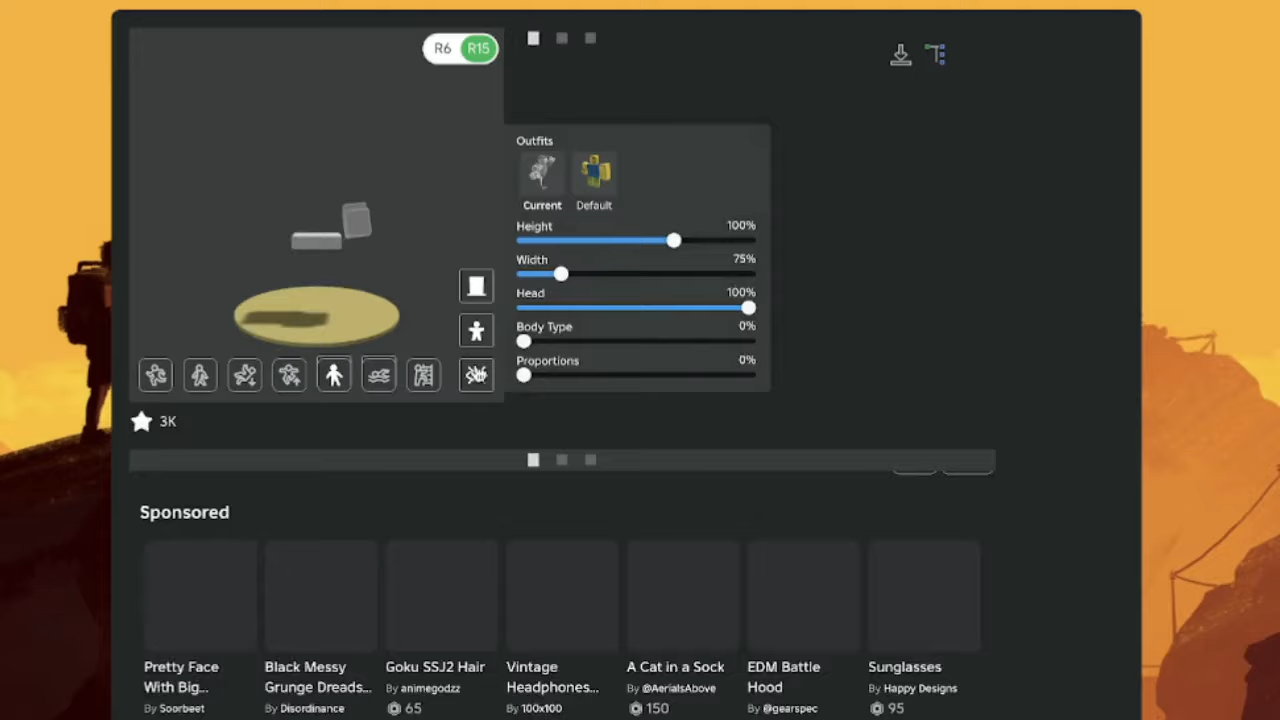 R6 R15
Outfits
Current Default
Height 100%
Width 75%
Head 100%
Body Type 0%
Proportions 0%
3K
Sponsored
Pretty Face
With Big...
By Soorbeet
Black Messy
Grunge Dreads...
By Disordinance
Goku SSJ2 Hair
By animegodzz
65
Vintage
Headphones...
By 100x100
A Cat in a Sock
By @AerialsAbove
150
EDM Battle
Hood
By @gearspec
Sunglasses
By Happy Designs
95